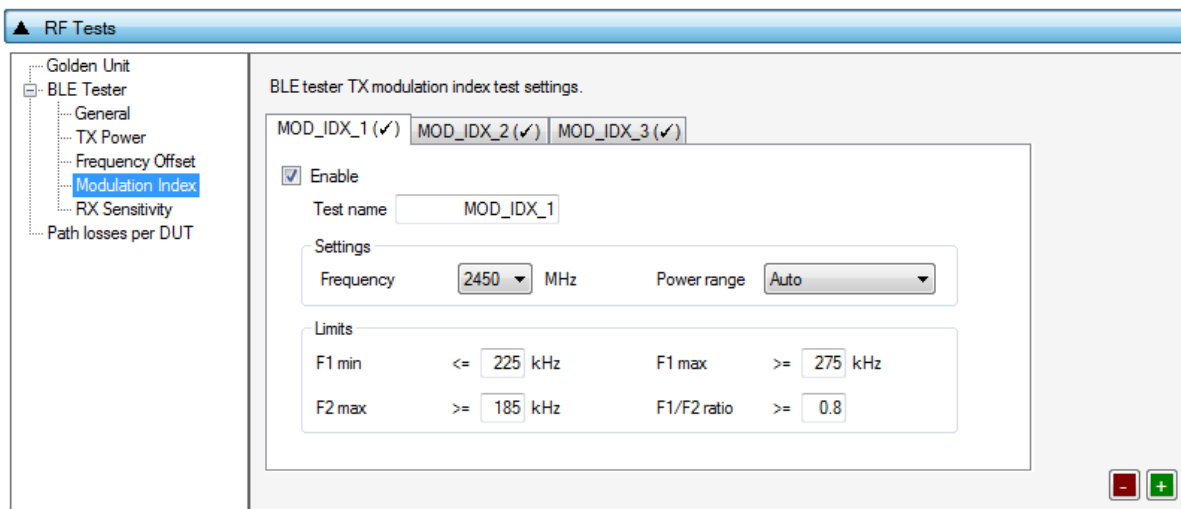 RF Tests
Golden Unit
BLE Tester
General
TX Power
Frequency Offset
Modulation Index
RX Sensitivity
Path losses per DUT
BLE tester TX modulation index test settings.
MOD_IDX_1 (✓) MOD_IDX_2 (✓) MOD_IDX_3 (✓)
Enable
Test name MOD_IDX_1
Settings
Frequency 2450 MHz Power range Auto
Limits
F1 min <= 225 kHz F1 max >= 275 kHz
F2 max >= 185 kHz F1/F2 ratio >= 0.8
- +